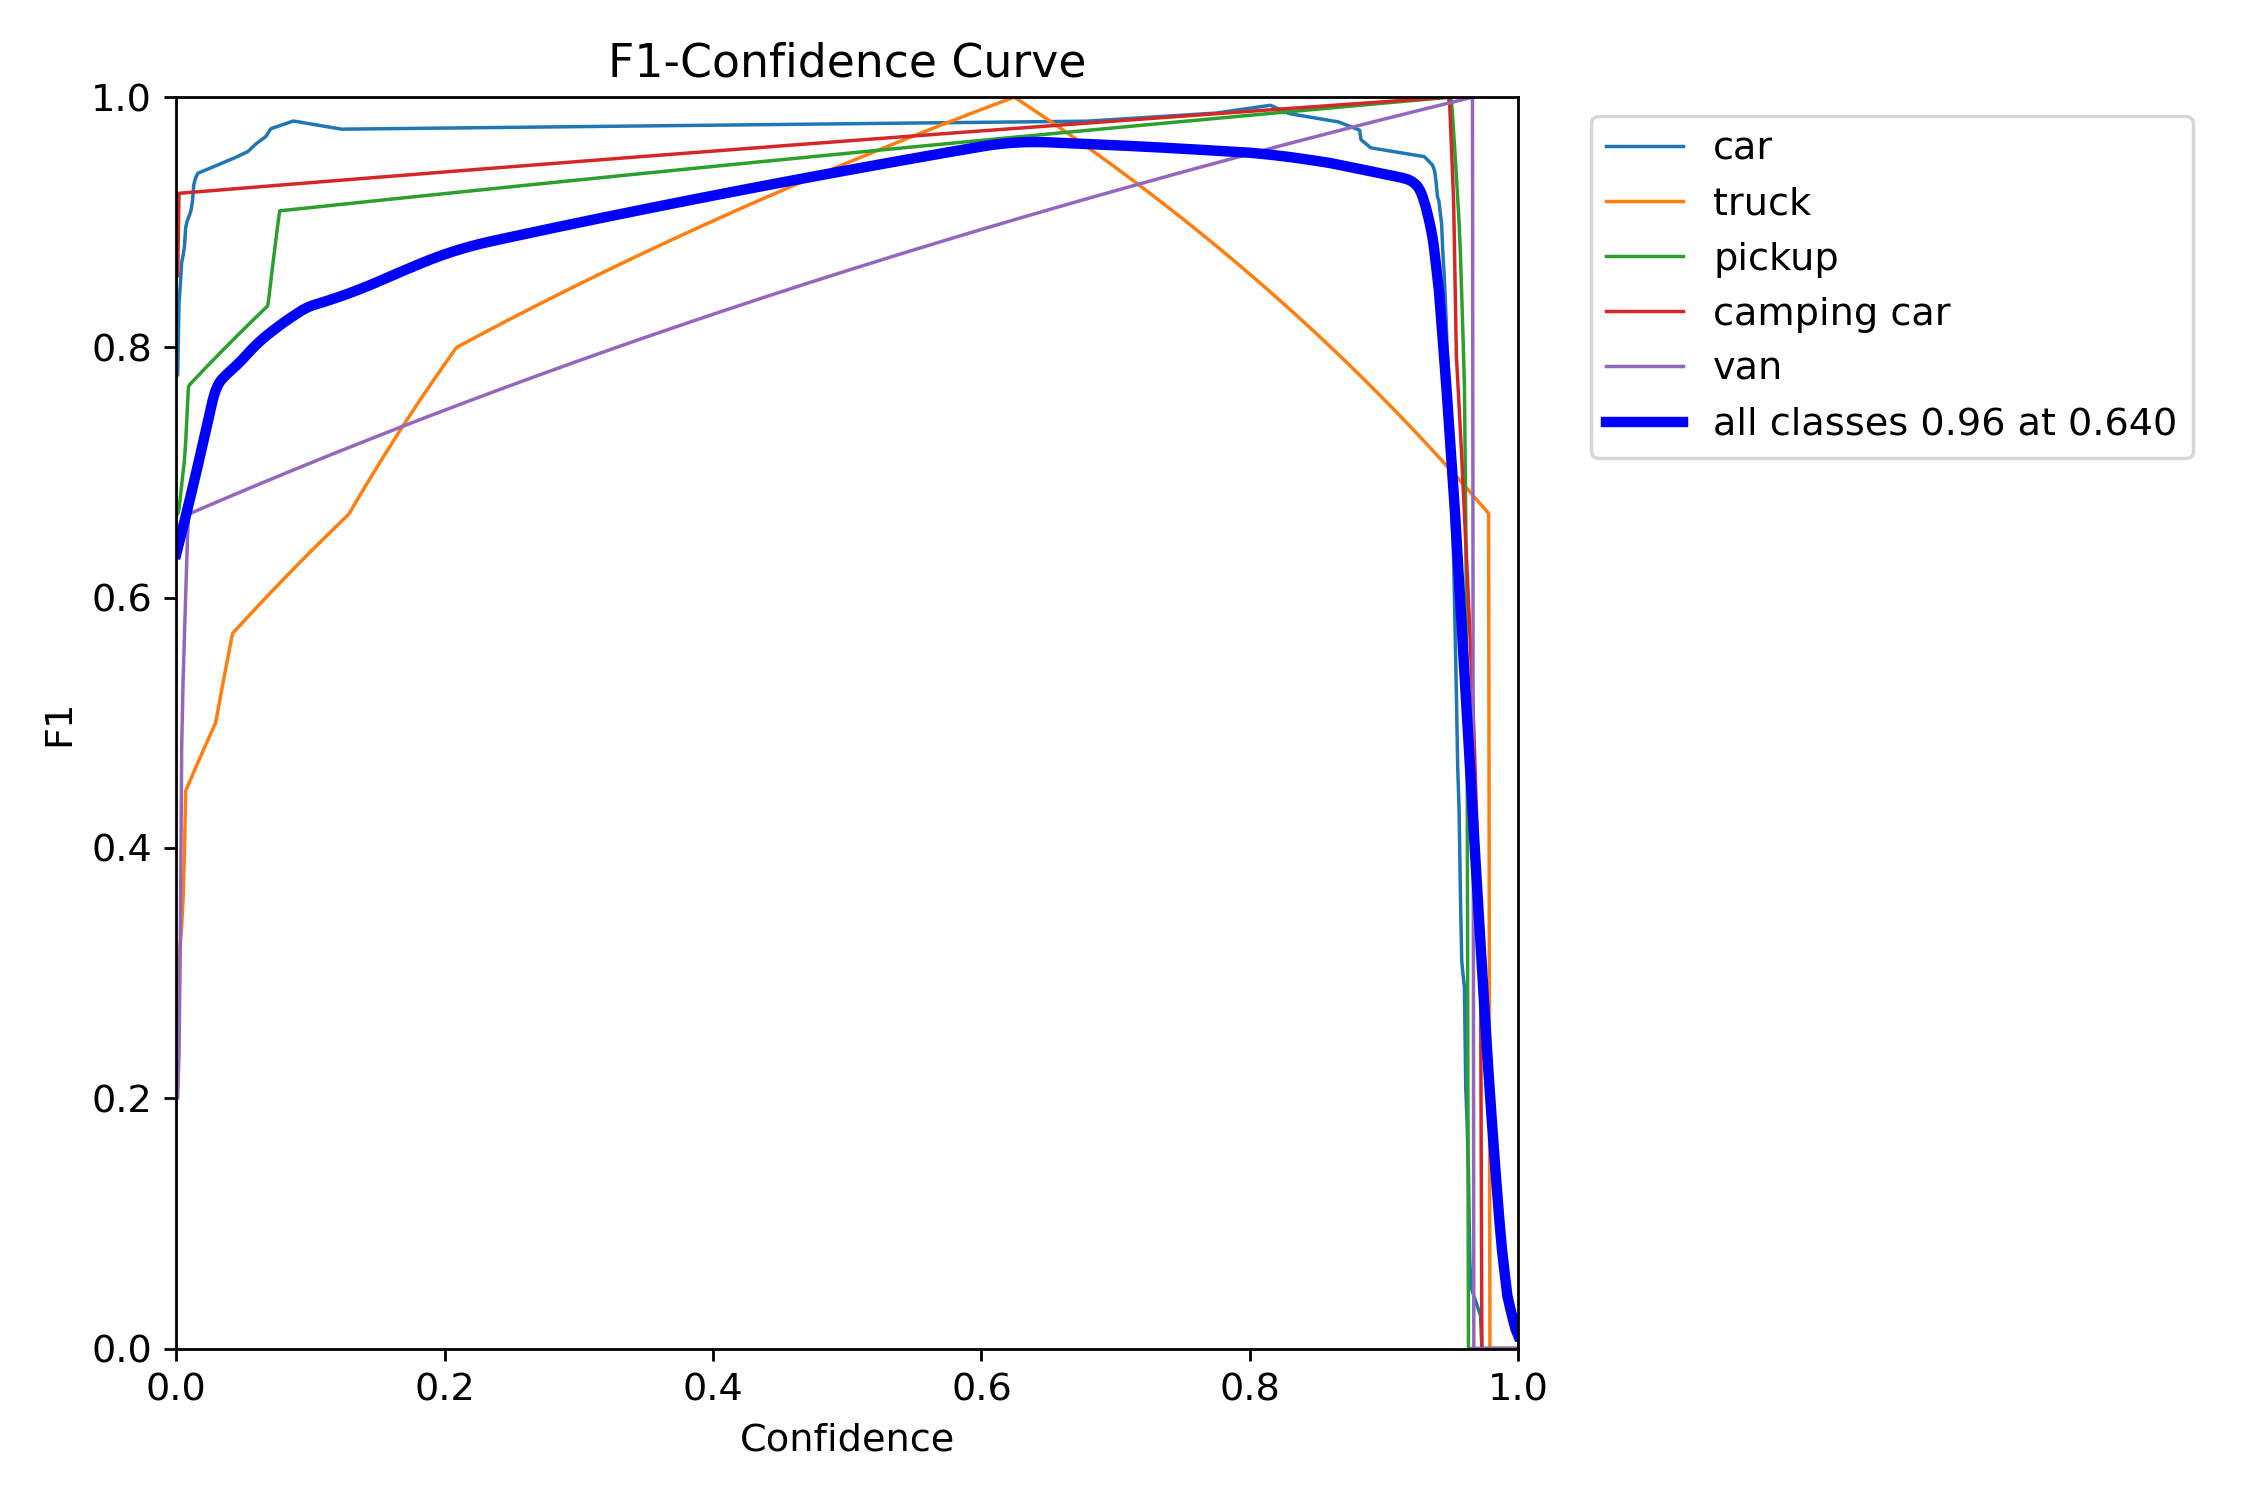 F1-Confidence Curve
1.0
0.8
0.6
0.4
0.2
0.0
F1
0.0 0.2 0.4 0.6 0.8 1.0
Confidence
car
truck
pickup
camping car
van
all classes 0.96 at 0.640